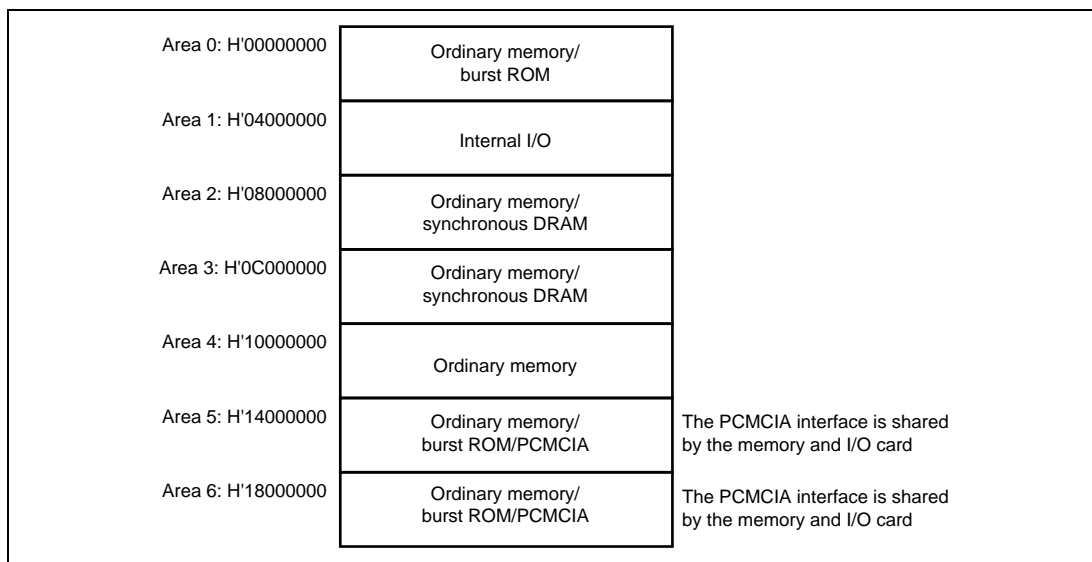 Area 0: H'00000000
Ordinary memory/
burst ROM
Area 1: H'04000000
Internal I/O
Area 2: H'08000000
Ordinary memory/
synchronous DRAM
Area 3: H'0C000000
Ordinary memory/
synchronous DRAM
Area 4: H'10000000
Ordinary memory
Area 5: H'14000000
Ordinary memory/
burst ROM/PCMCIA
The PCMCIA interface is shared
by the memory and I/O card
Area 6: H'18000000
Ordinary memory/
burst ROM/PCMCIA
The PCMCIA interface is shared
by the memory and I/O card